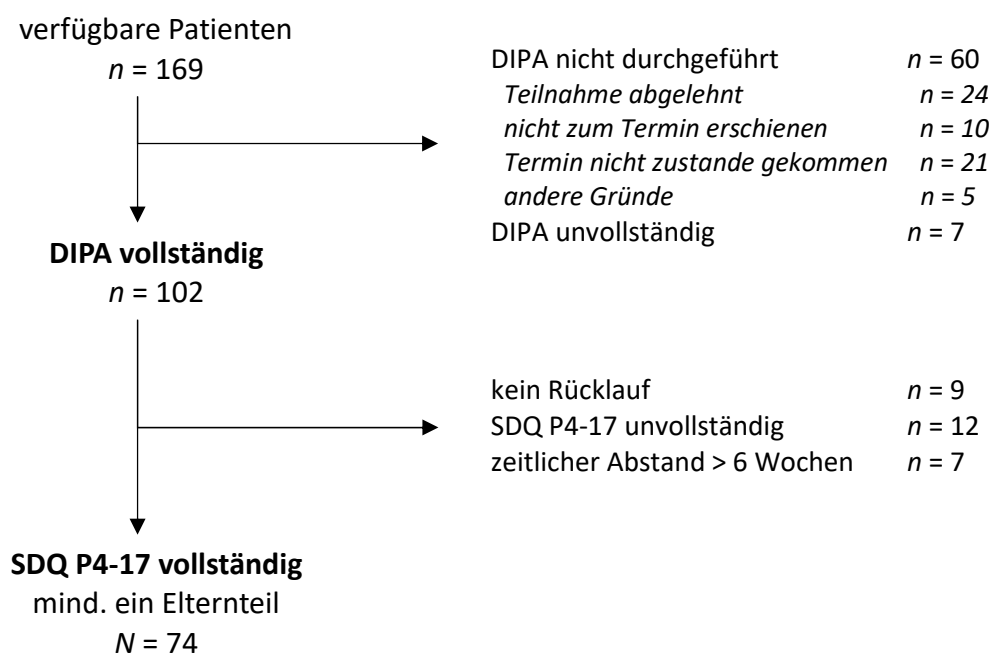 verfügbare Patienten
n = 169
DIPA nicht durchgeführt n = 60
Teilnahme abgelehnt n = 24
nicht zum Termin erschienen n = 10
Termin nicht zustande gekommen n = 21
andere Gründe n = 5
DIPA unvollständig n = 7
DIPA vollständig
n = 102
kein Rücklauf n = 9
SDQ P4-17 unvollständig n = 12
zeitlicher Abstand > 6 Wochen n = 7
SDQ P4-17 vollständig
mind. ein Elternteil
N = 74